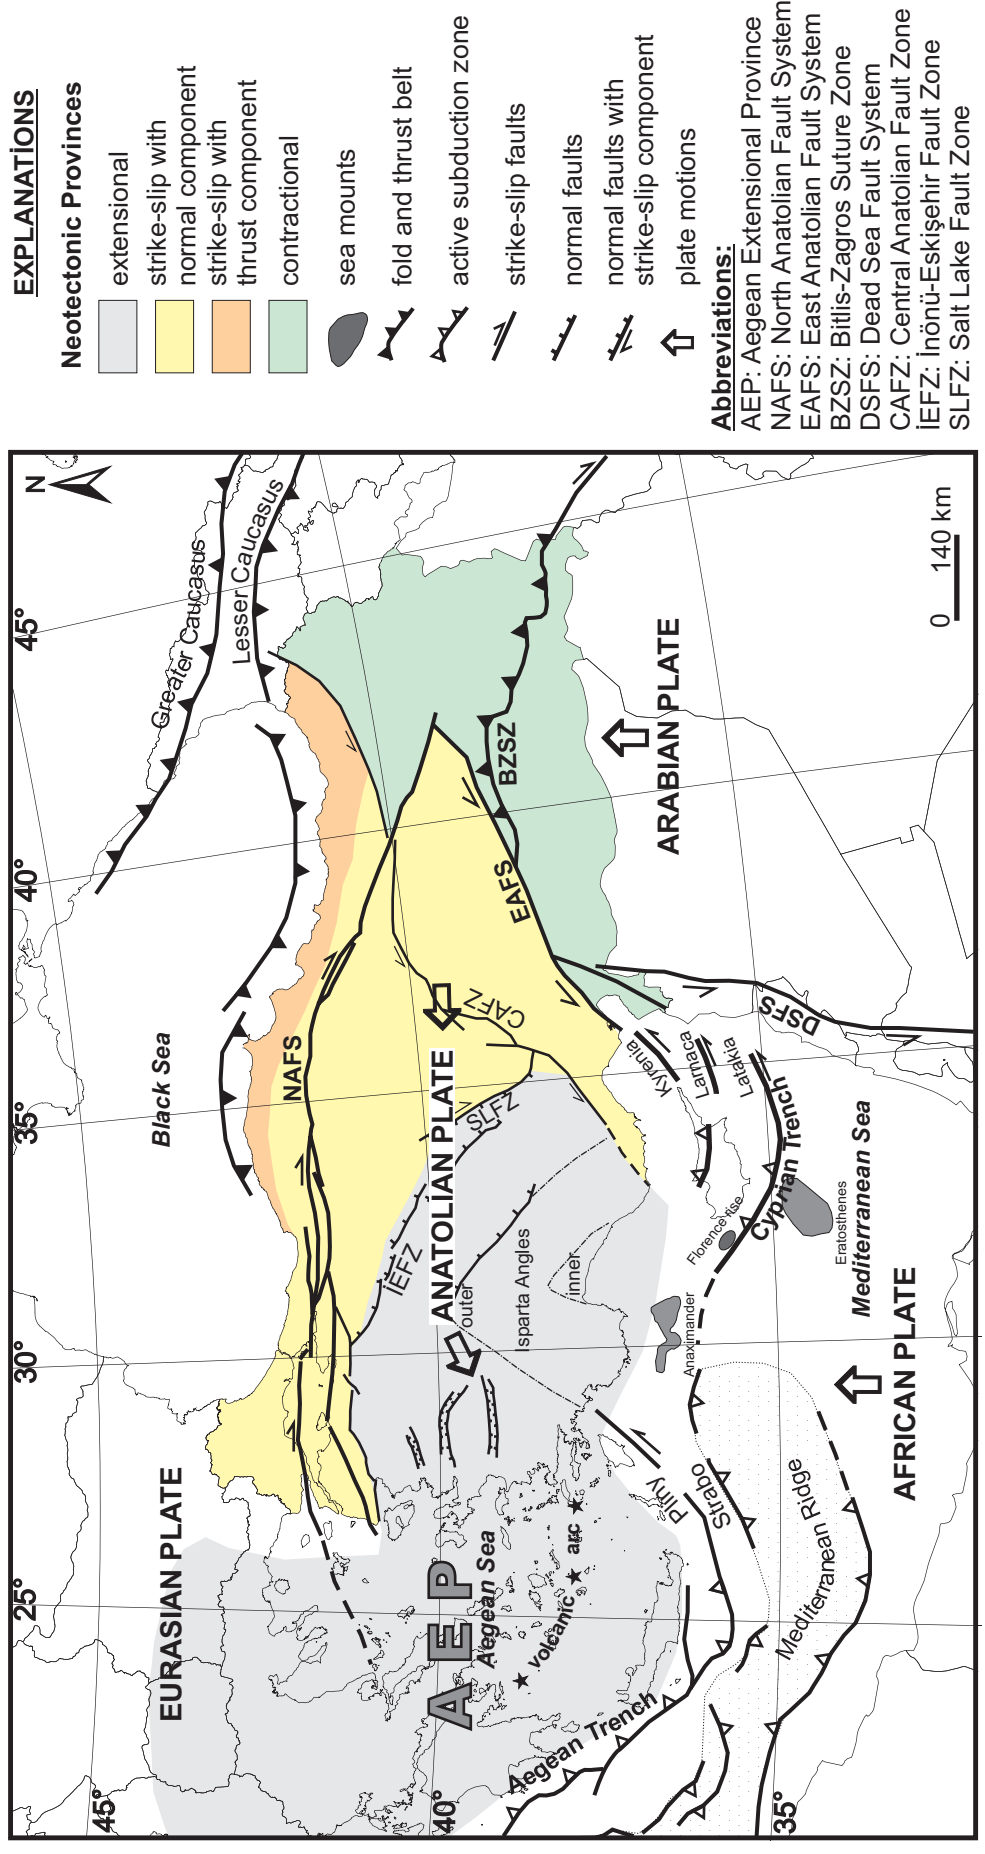 EXPLANATIONS
Neotectonic Provinces
extensional
strike-slip with
normal component
strike-slip with
thrust component
contractional
sea mounts
fold and thrust belt
active subduction zone
strike-slip faults
normal faults
normal faults with
strike-slip component
plate motions
Abbreviations:
AEP: Aegean Extensional Province
NAFS: North Anatolian Fault System
EAFS: East Anatolian Fault System
BZSZ: Bitlis-Zagros Suture Zone
DSFS: Dead Sea Fault System
CAFZ: Central Anatolian Fault Zone
İEFZ: İnönü-Eskişehir Fault Zone
SLFZ: Salt Lake Fault Zone
N
25°
30°
35°
40°
45°
45°
40°
35°
Greater Caucasus
Lesser Caucasus
Black Sea
EURASIAN PLATE
NAFS
İEFZ
ANATOLIAN PLATE
SLFZ
CAFZ
EAFS
BZSZ
ARABIAN PLATE
outer
Isparta Angles
inner
A E P
Aegean Sea
volcanic
arc
Aegean Trench
Pliny
Strabo
Mediterranean Ridge
Anaximander
Florence rise
Eratosthenes
Cyprian Trench
Kyrenia
Larnaca
Latakia
DSFS
Mediterranean Sea
AFRICAN PLATE
0
140 km